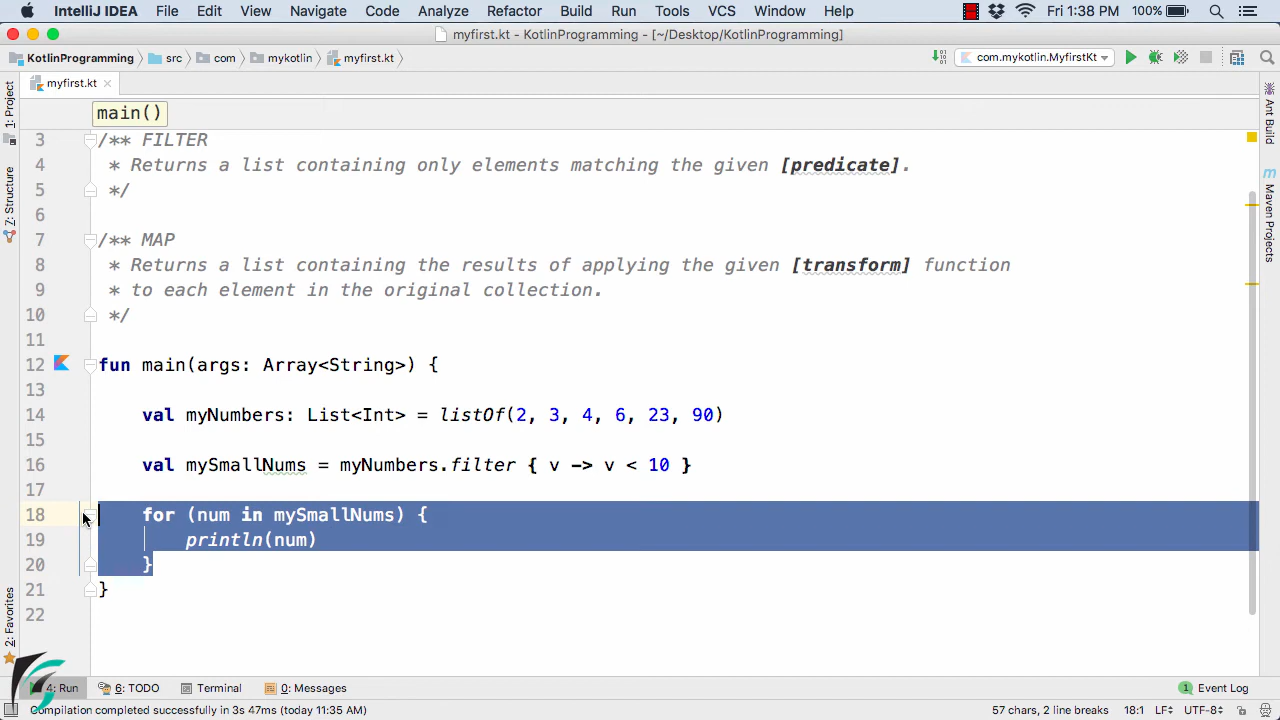 IntelliJ IDEA File Edit View Navigate Code Analyze Refactor Build Run Tools VCS Window Help Fri 1:38 PM 100%
myfirst.kt - KotlinProgramming - [~/Desktop/KotlinProgramming]
KotlinProgramming src com mykotlin myfirst.kt com.mykotlin.MyfirstKt
myfirst.kt
main()
3 /** FILTER
4 * Returns a list containing only elements matching the given [predicate].
5 */
6
7 /** MAP
8 * Returns a list containing the results of applying the given [transform] function
9 * to each element in the original collection.
10 */
11
12 fun main(args: Array<String>) {
13
14 val myNumbers: List<Int> = listOf(2, 3, 4, 6, 23, 90)
15
16 val mySmallNums = myNumbers.filter { v -> v < 10 }
17
18 for (num in mySmallNums) {
19 println(num)
20 }
21 }
22
1: Project
7: Structure
2: Favorites
Ant Build
m
Maven Projects
4: Run 6: TODO Terminal 0: Messages 1 Event Log
Compilation completed successfully in 3s 47ms (today 11:35 AM) 57 chars, 2 line breaks 18:1 LF UTF-8